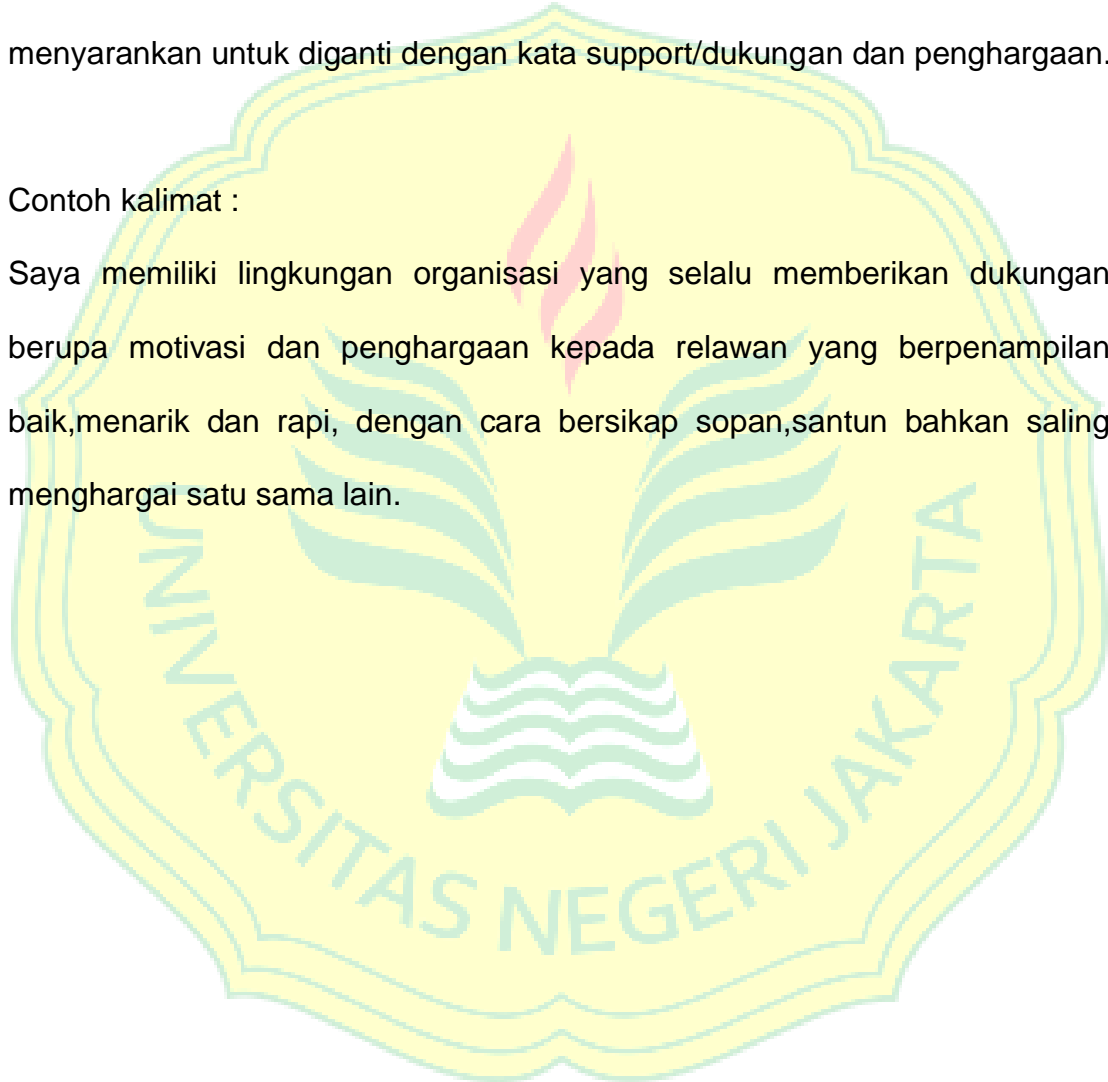 menyarankan untuk diganti dengan kata support/dukungan dan penghargaan.
Contoh kalimat :
Saya memiliki lingkungan organisasi yang selalu memberikan dukungan
berupa motivasi dan penghargaan kepada relawan yang berpenampilan
baik,menarik dan rapi, dengan cara bersikap sopan,santun bahkan saling
menghargai satu sama lain.
UNIVERSITAS NEGERI JAKARTA